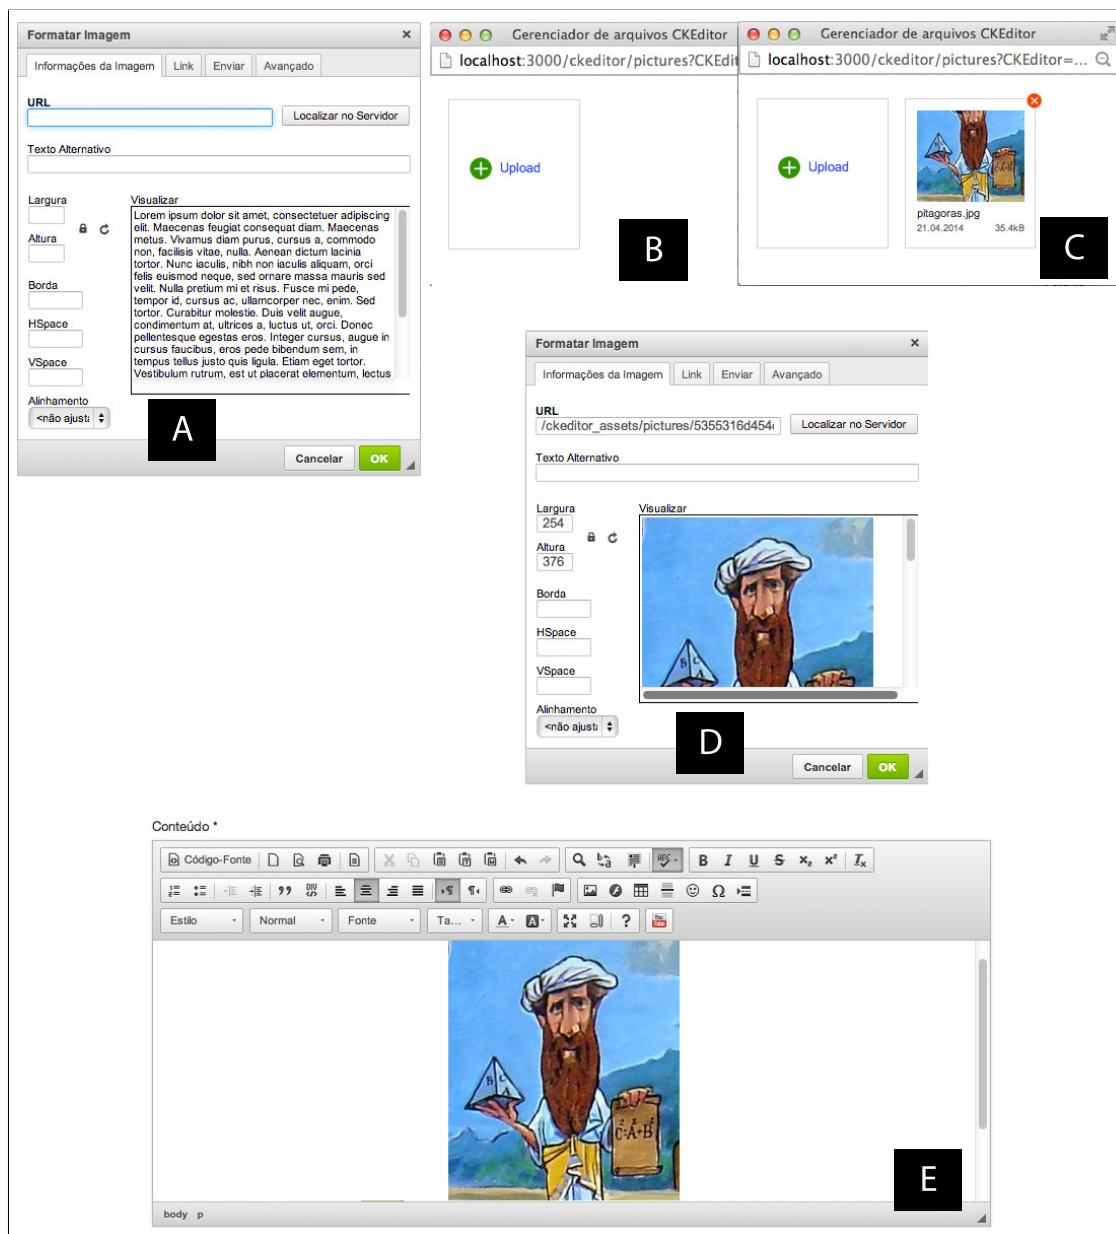 Formatar Imagem
Informações da Imagem Link Enviar Avançado
URL
Localizar no Servidor
Texto Alternativo
Largura
Altura
Borda
HSpace
VSpace
Alinhamento
<não ajust
Visualizar
Lorem ipsum dolor sit amet, consectetuer adipiscing
elit. Maecenas feugiat consequat diam. Maecenas
metus. Vivamus diam purus, cursus a, commodo
non, facilisis vitae, nulla. Aenean dictum lacinia
tortor. Nunc iaculis, nibh non iaculis aliquam, orci
felis euismod neque, sed ornare massa mauris sed
velit. Nulla pretium mi et risus. Fusce mi pede,
tempor id, cursus ac, ullamcorper nec, enim. Sed
tortor. Curabitur molestie. Duis velit augue,
condimentum at, ultrices a, luctus ut, orci. Donec
pellentesque egestas eros. Integer cursus, augue in
cursus faucibus, eros pede bibendum sem, in
tempus tellus justo quis ligula. Etiam eget tortor.
Vestibulum rutrum, est ut placerat elementum, lectus
Cancelar OK
A
Gerenciador de arquivos CKEditor
localhost:3000/ckeditor/pictures?CKEdit
Upload
B
Gerenciador de arquivos CKEditor
localhost:3000/ckeditor/pictures?CKEditor=...
Upload
pitagoras.jpg
21.04.2014 35.4kB
C
Formatar Imagem
Informações da Imagem Link Enviar Avançado
URL
/ckeditor_assets/pictures/5355316d454 Localizar no Servidor
Texto Alternativo
Largura
254
Altura
376
Borda
HSpace
VSpace
Alinhamento
<não ajust
Visualizar
B C
A
Cancelar OK
D
Conteúdo *
Código-Fonte
ABC B I U S x₂ x² Tx
DIV
Ω
Estilo Normal Fonte Ta... A A ? You Tube
B C
A
C²=A²+B²
body p
E